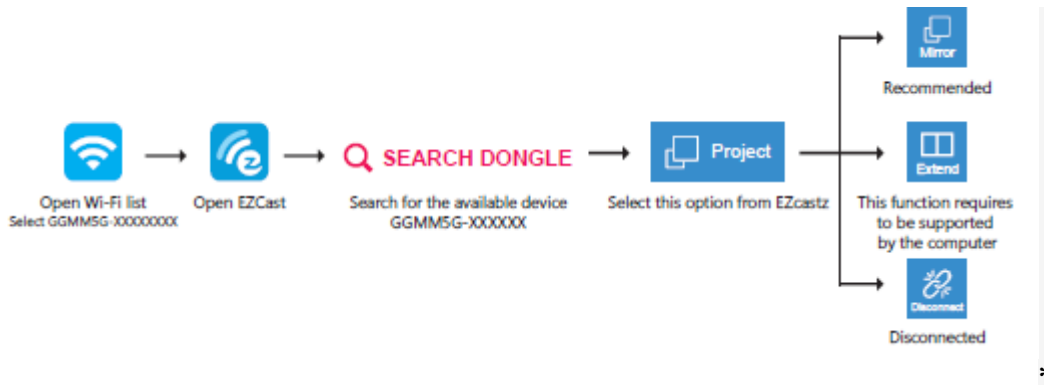 Mirror
Recommended
Open Wi-Fi list
Select GGMM5G-XXXXXXXX
Open EZCast
SEARCH DONGLE
Search for the available device
GGMM5G-XXXXXX
Project
Select this option from EZcastz
Extend
This function requires
to be supported
by the computer
Disconnect
Disconnected